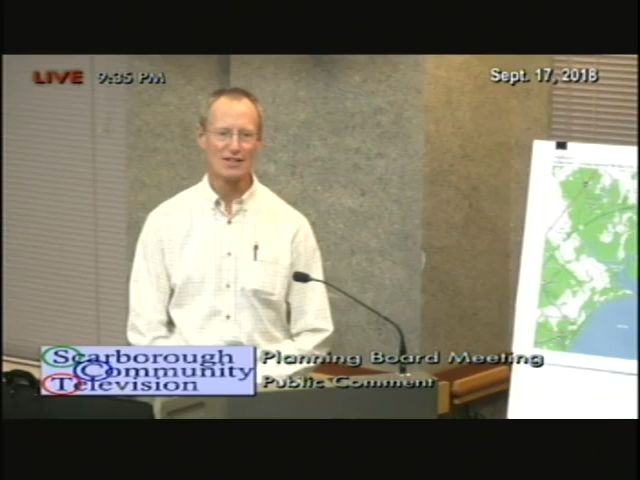 LIVE 9:35 PM
Sept. 17, 2018
Scarborough
Community
Television
Planning Board Meeting
Public Comment